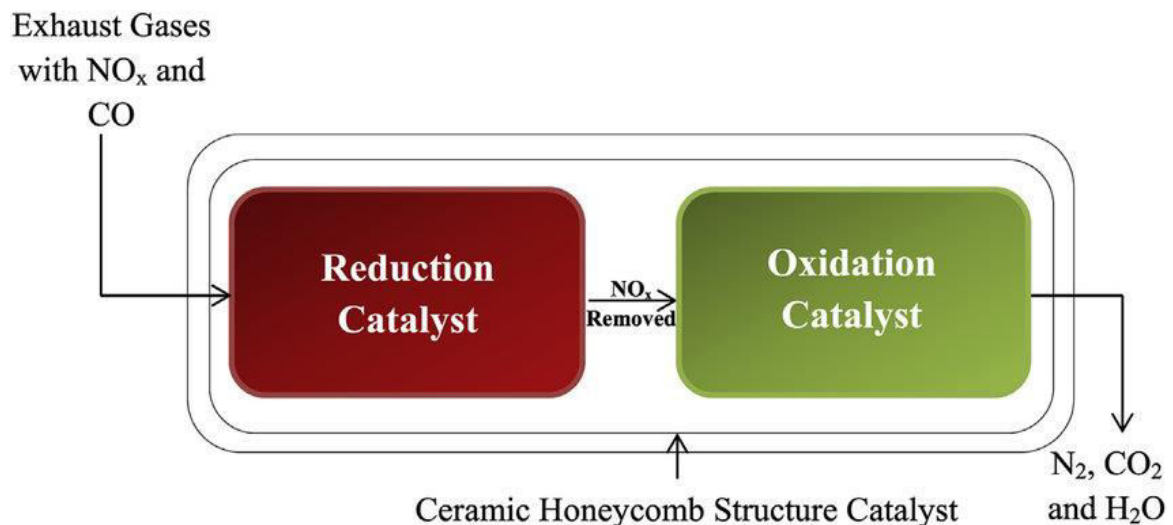 Exhaust Gases
with NOₓ and
CO
Reduction
Catalyst
NOₓ
Removed
Oxidation
Catalyst
N₂, CO₂
and H₂O
Ceramic Honeycomb Structure Catalyst